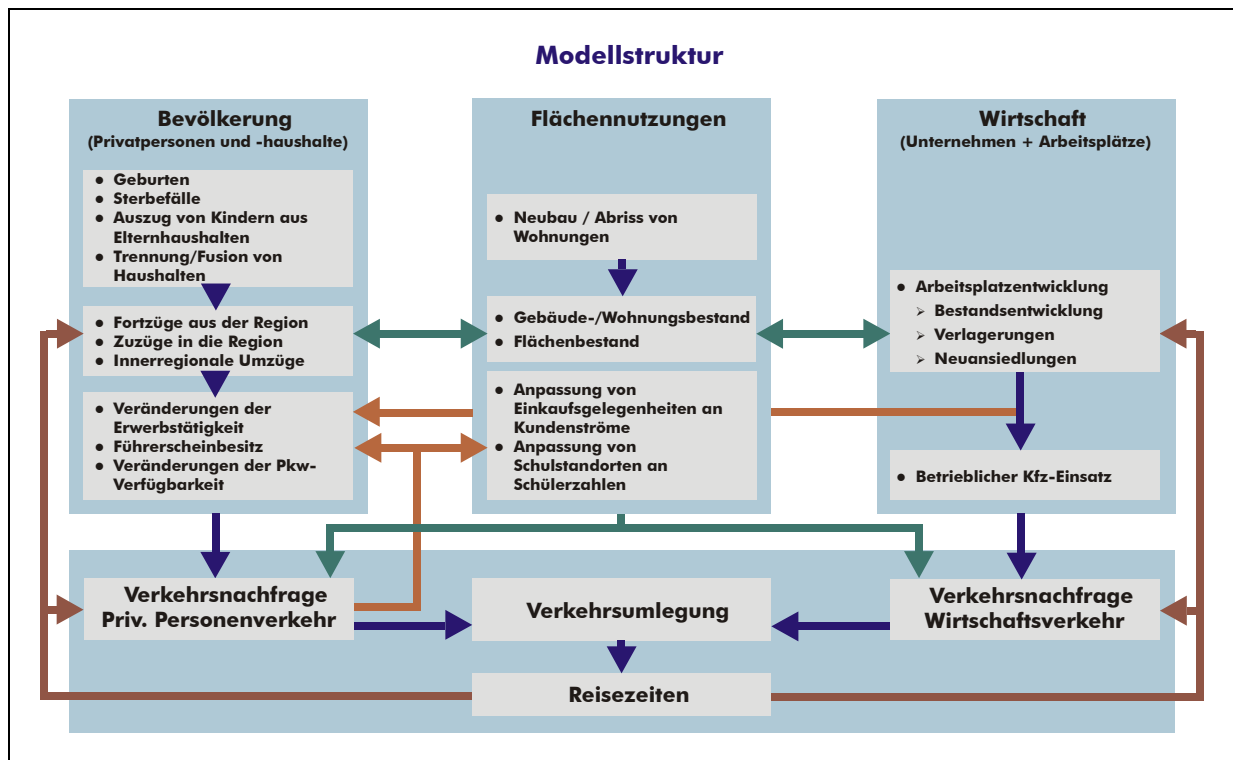 Modellstruktur
Bevölkerung
(Privatpersonen und -haushalte)
● Geburten
● Sterbefälle
● Auszug von Kindern aus
Elternhaushalten
● Trennung/Fusion von
Haushalten
● Fortzüge aus der Region
● Zuzüge in die Region
● Innerregionale Umzüge
● Veränderungen der
Erwerbstätigkeit
● Führerscheinbesitz
● Veränderungen der Pkw-
Verfügbarkeit
Flächennutzungen
● Neubau / Abriss von
Wohnungen
● Gebäude-/Wohnungsbestand
● Flächenbestand
● Anpassung von
Einkaufsgelegenheiten an
Kundenströme
● Anpassung von
Schulstandorten an
Schülerzahlen
Wirtschaft
(Unternehmen + Arbeitsplätze)
● Arbeitsplatzentwicklung
➢ Bestandsentwicklung
➢ Verlagerungen
➢ Neuansiedlungen
● Betrieblicher Kfz-Einsatz
Verkehrsnachfrage
Priv. Personenverkehr
Verkehrsumlegung
Verkehrsnachfrage
Wirtschaftsverkehr
Reisezeiten